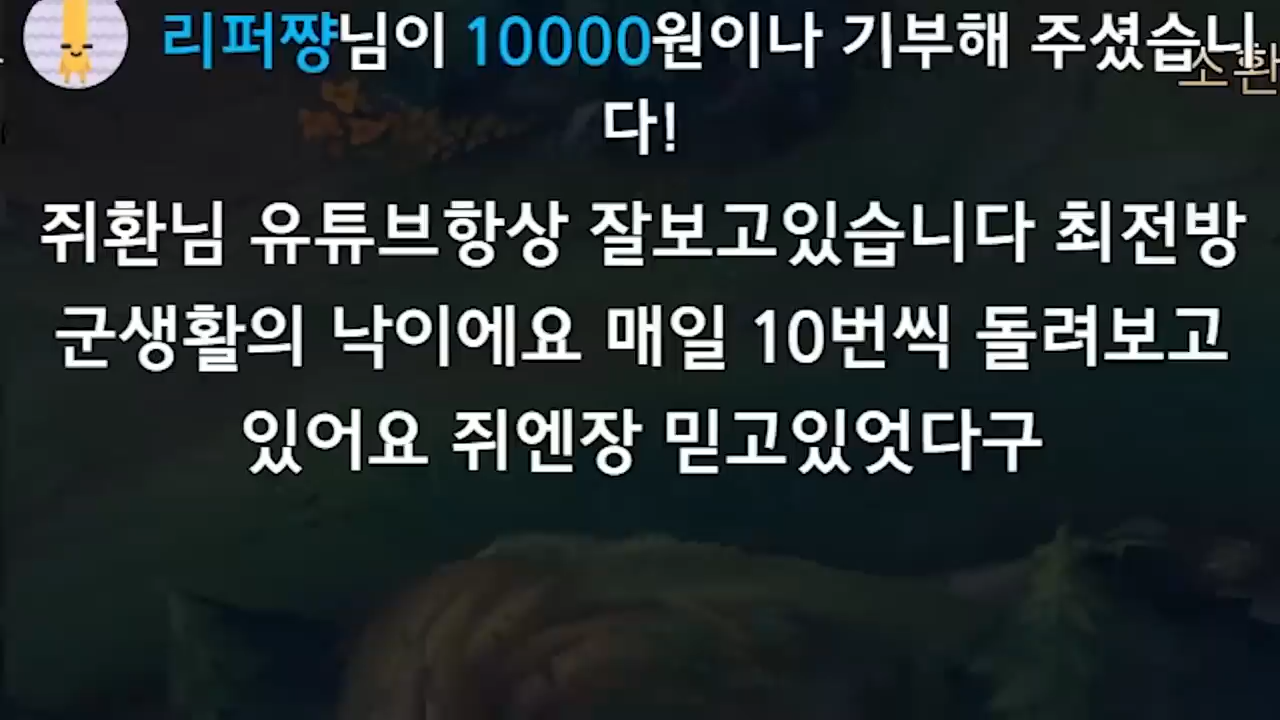 리퍼쨩님이 10000원이나 기부해 주셨습니
다!
소환
쥐환님 유튜브항상 잘보고있습니다 최전방
군생활의 낙이에요 매일 10번씩 돌려보고
있어요 쥐엔장 믿고있엇다구